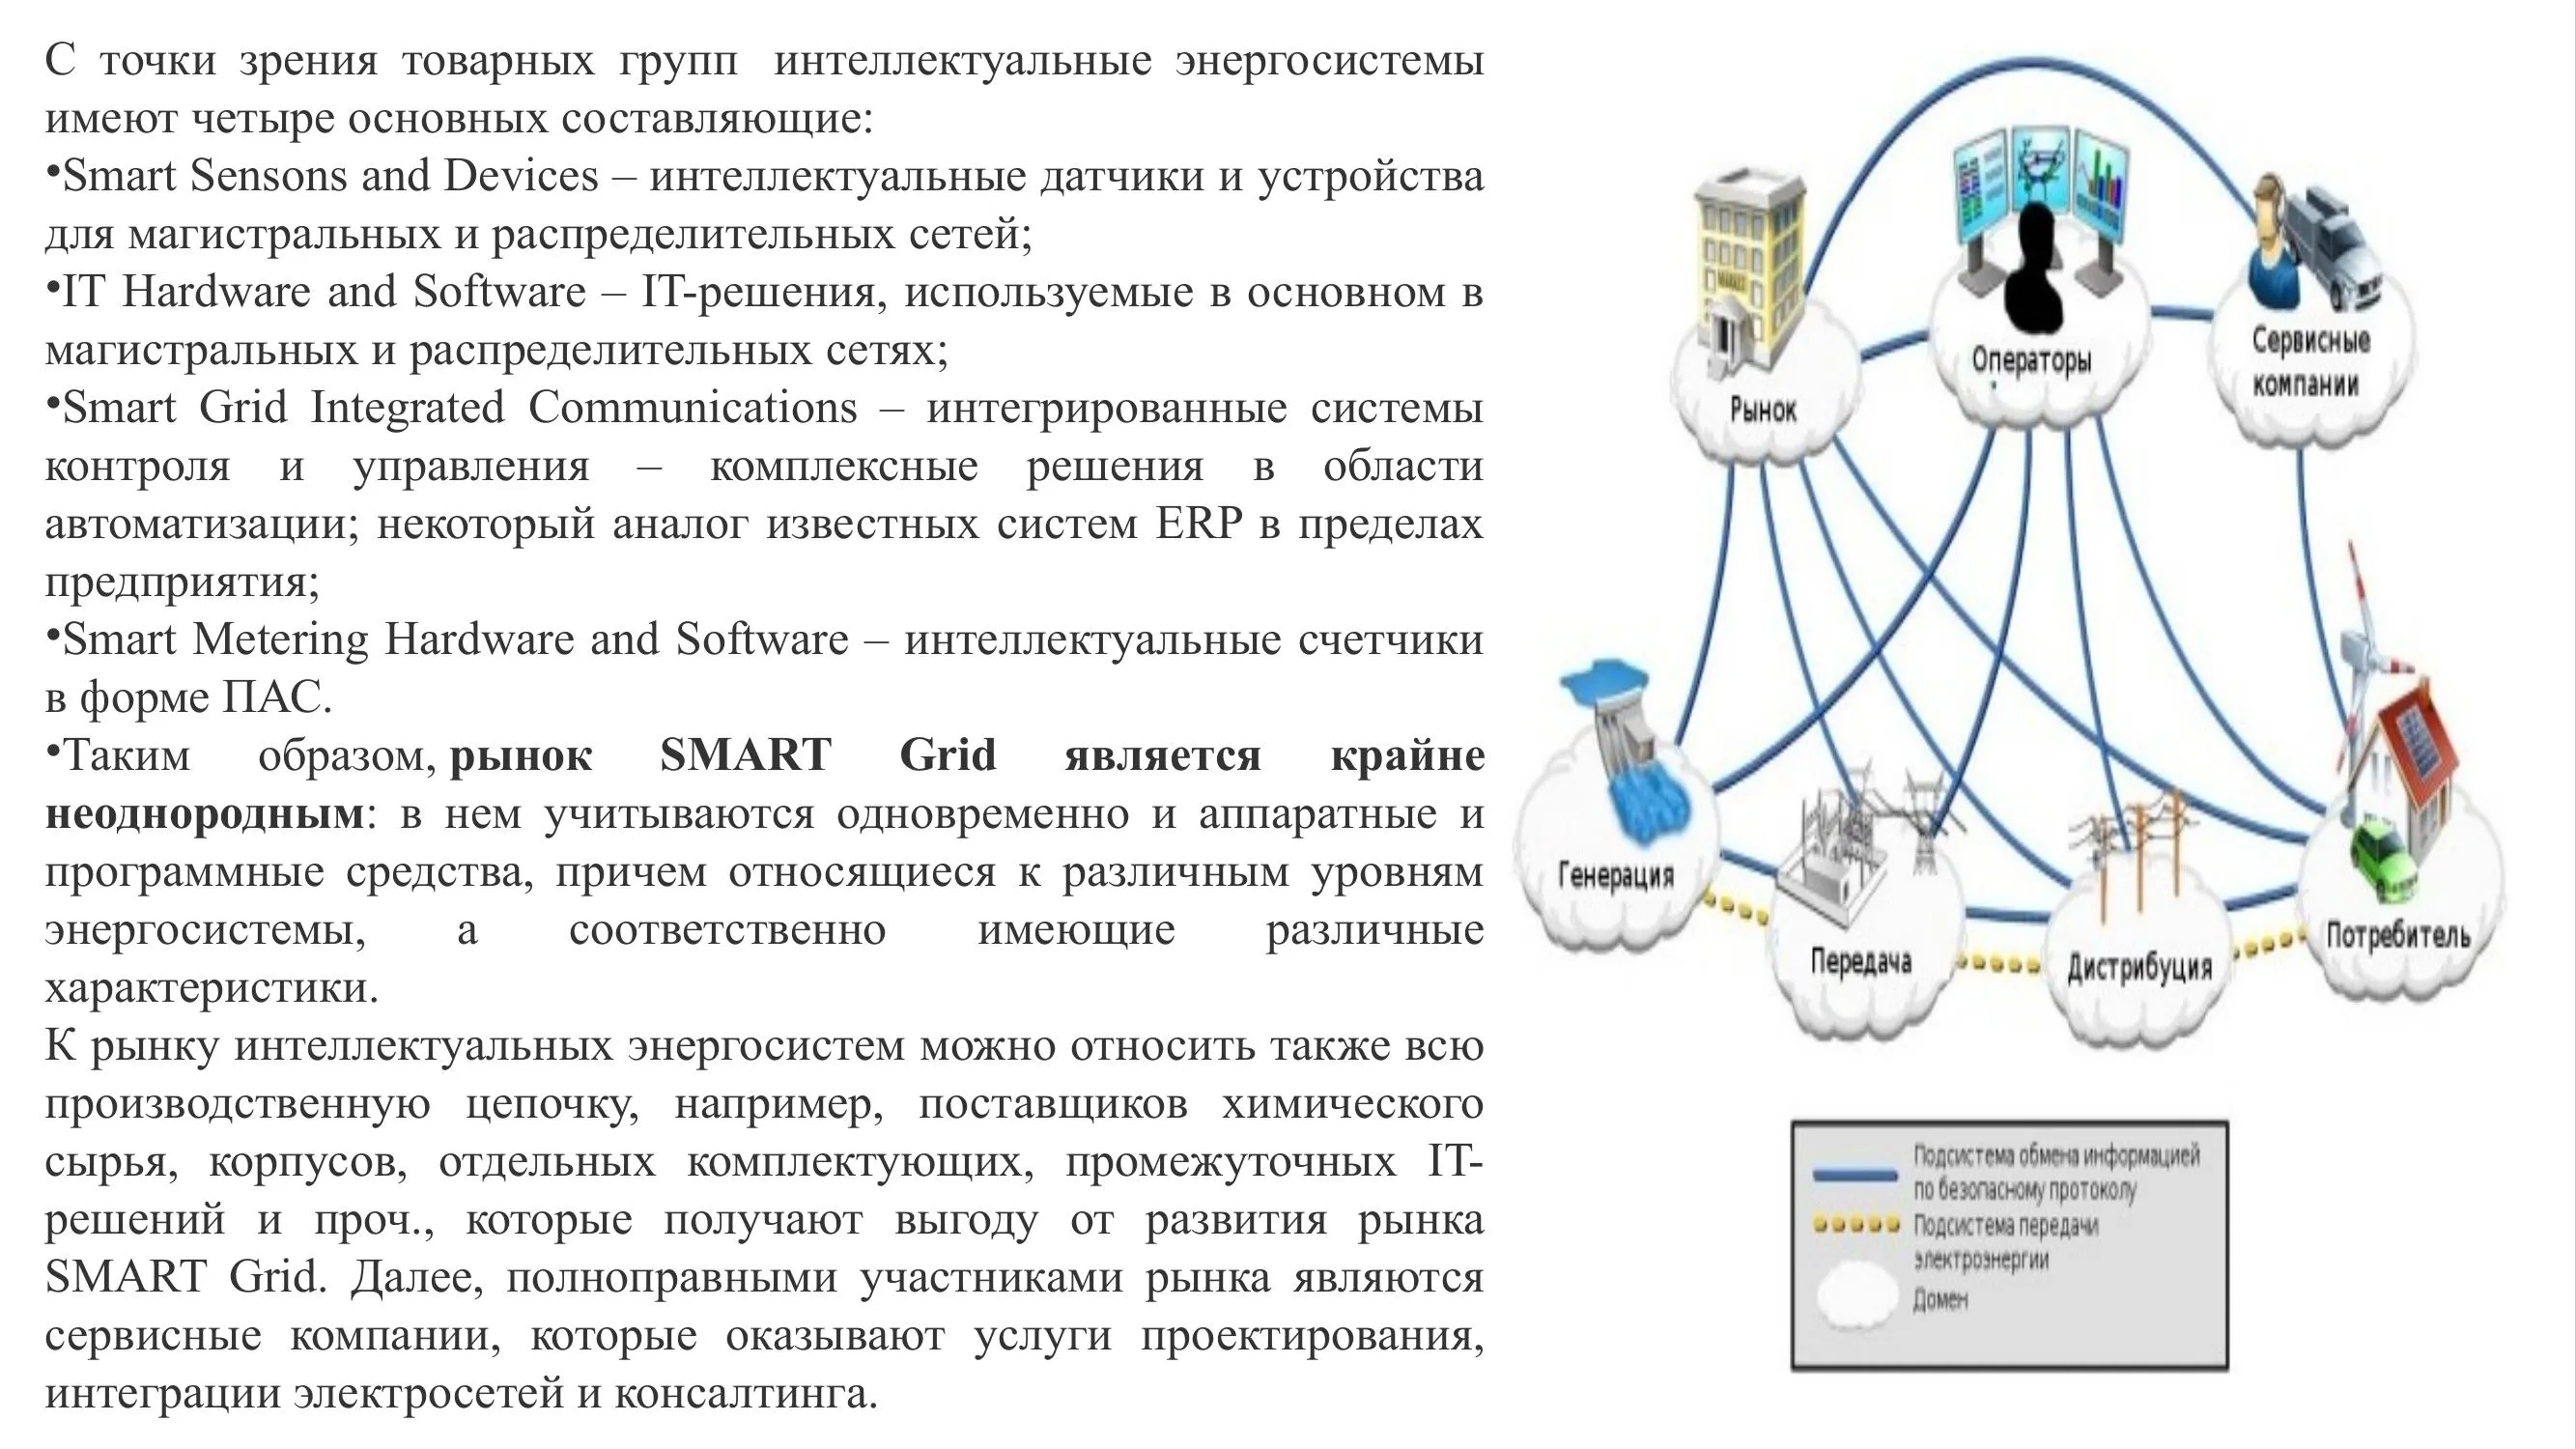 С точки зрения товарных групп интеллектуальные энергосистемы
имеют четыре основных составляющие:
•Smart Sensons and Devices – интеллектуальные датчики и устройства
для магистральных и распределительных сетей;
•IT Hardware and Software – IT-решения, используемые в основном в
магистральных и распределительных сетях;
•Smart Grid Integrated Communications – интегрированные системы
контроля и управления – комплексные решения в области
автоматизации; некоторый аналог известных систем ERP в пределах
предприятия;
•Smart Metering Hardware and Software – интеллектуальные счетчики
в форме ПАС.
•Таким образом, рынок SMART Grid является крайне
неоднородным: в нем учитываются одновременно и аппаратные и
программные средства, причем относящиеся к различным уровням
энергосистемы, а соответственно имеющие различные
характеристики.
К рынку интеллектуальных энергосистем можно относить также всю
производственную цепочку, например, поставщиков химического
сырья, корпусов, отдельных комплектующих, промежуточных IT-
решений и проч., которые получают выгоду от развития рынка
SMART Grid. Далее, полноправными участниками рынка являются
сервисные компании, которые оказывают услуги проектирования,
интеграции электросетей и консалтинга.
MARKET
Рынок
Операторы
Сервисные
компании
Генерация
Передача
Дистрибуция
Потребитель
Подсистема обмена информацией
по безопасному протоколу
Подсистема передачи
электроэнергии
Домен